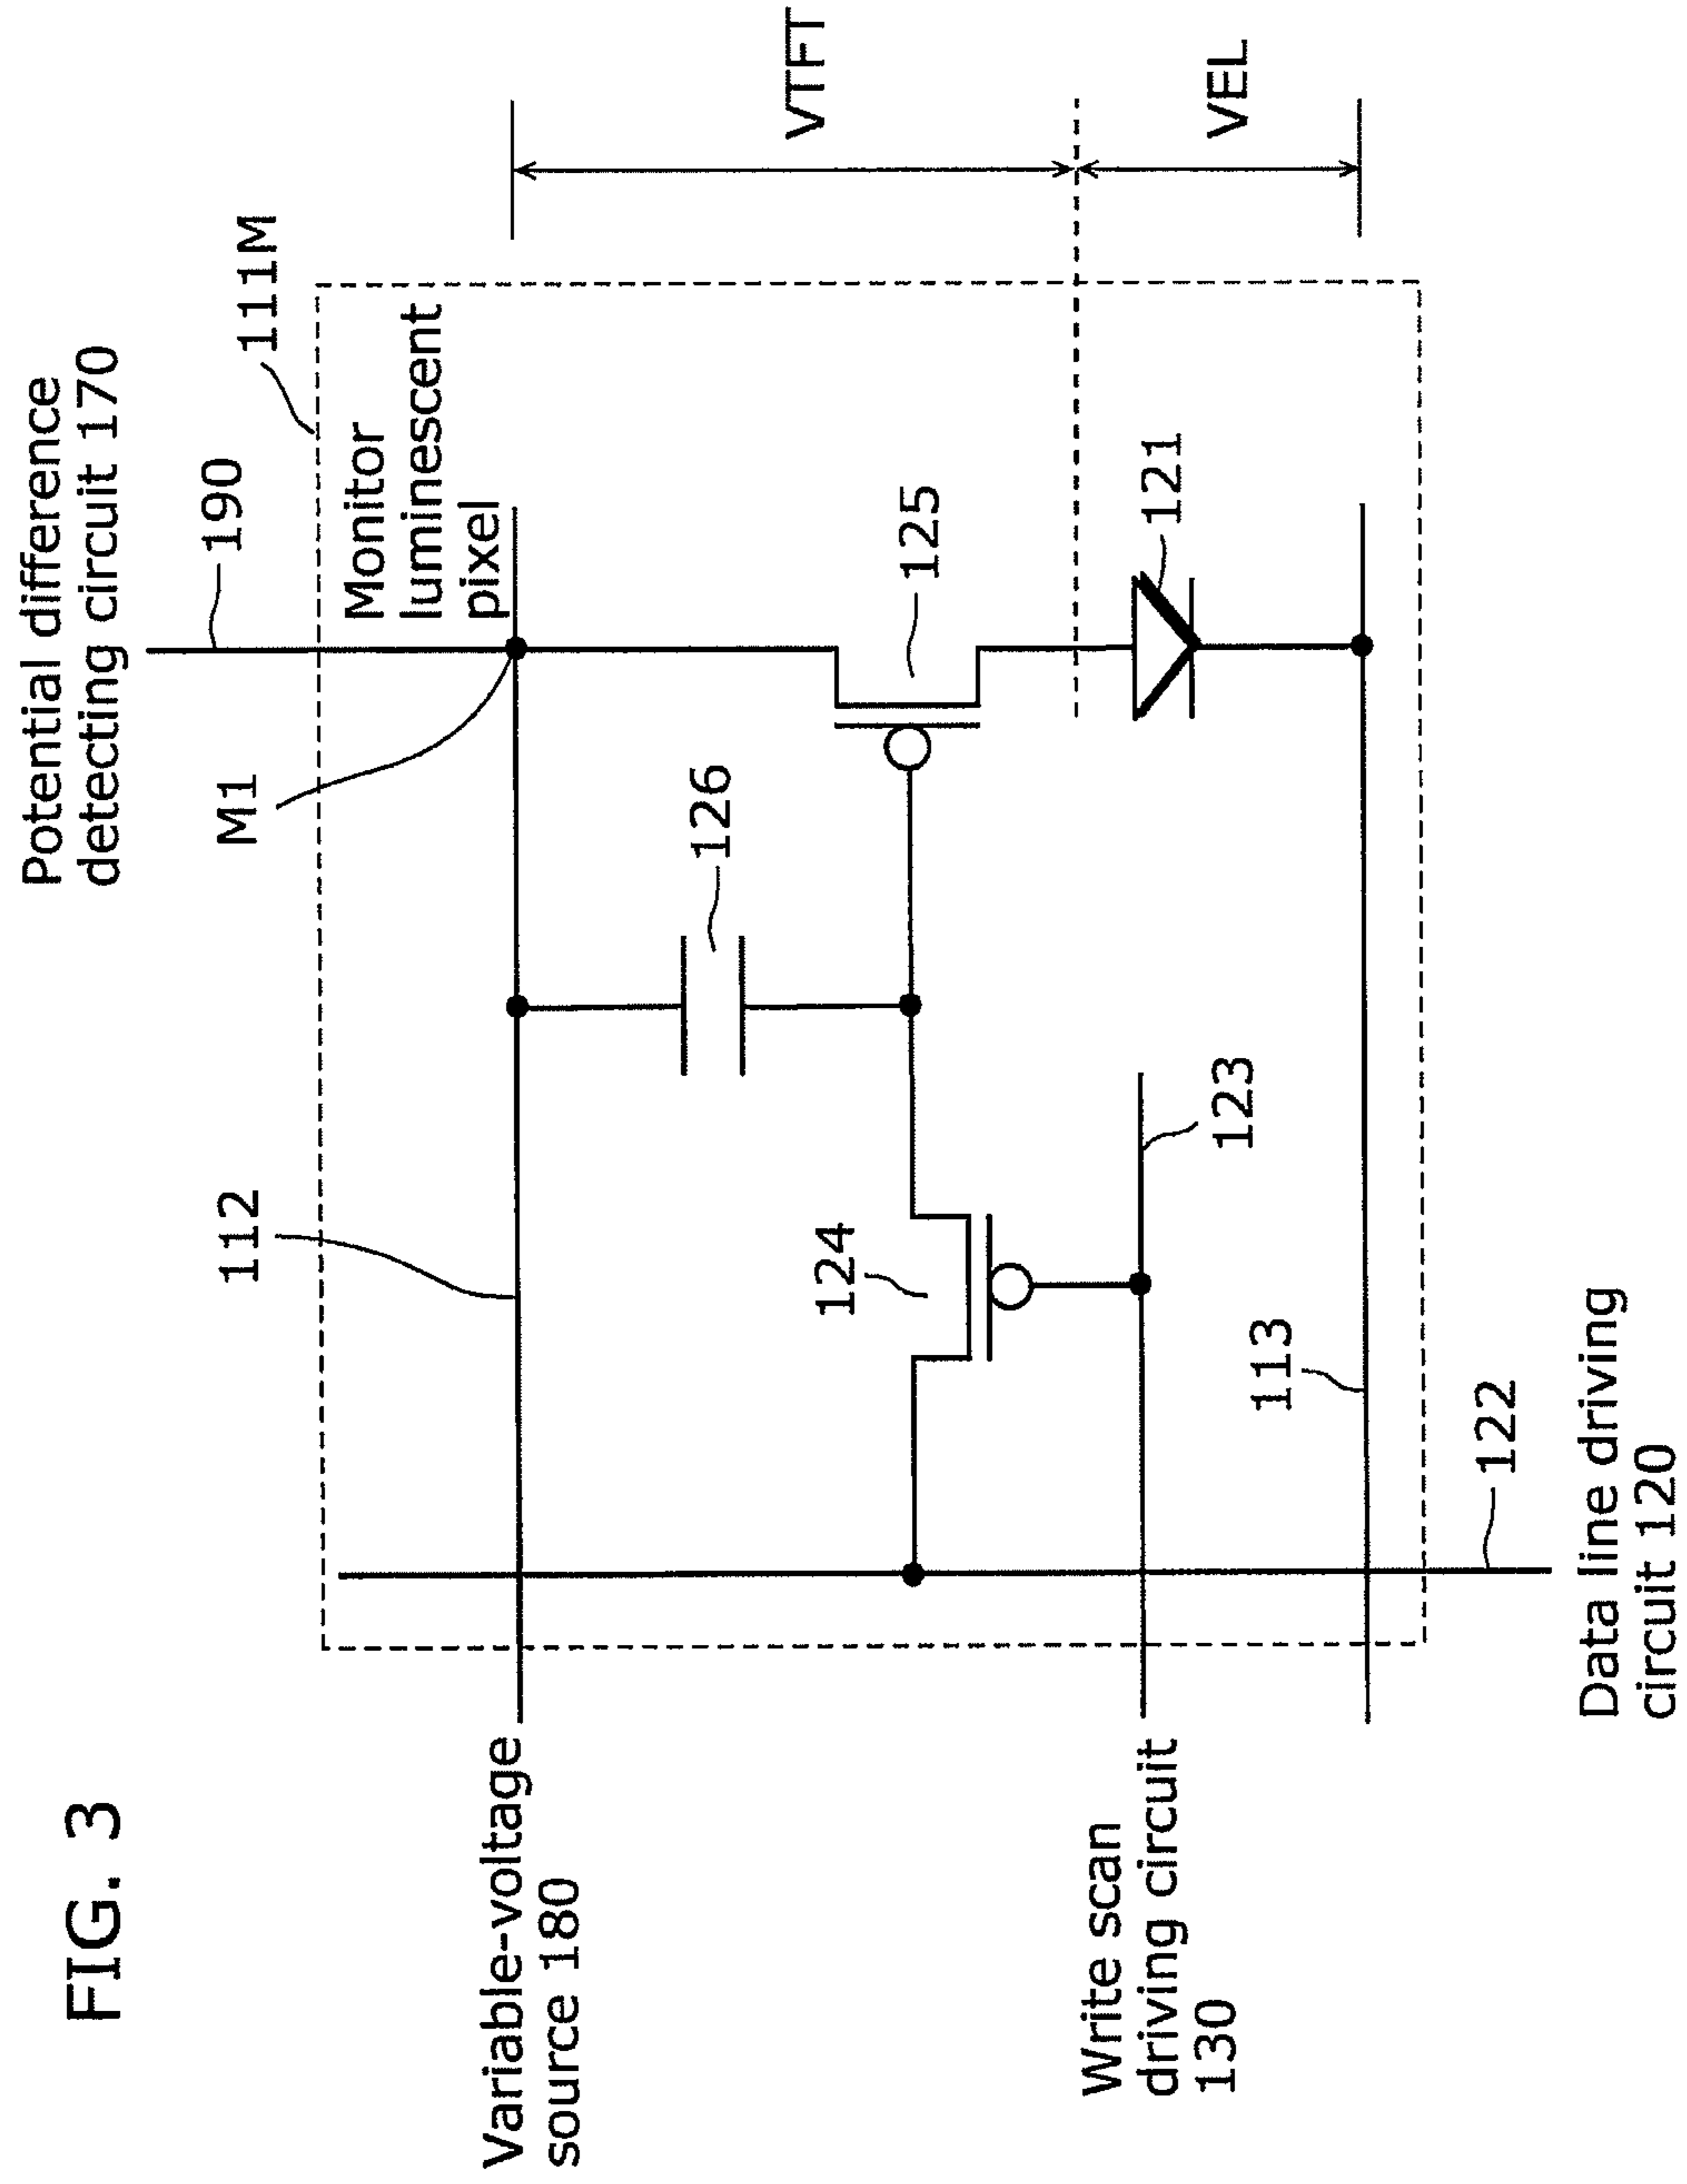 FIG. 3
Potential difference
detecting circuit 170
190
111M
M1
Monitor
luminescent
pixel
112
Variable-voltage
source 180
126
125
VTFT
124
121
VEL
123
Write scan
driving circuit
130
113
122
Data line driving
circuit 120